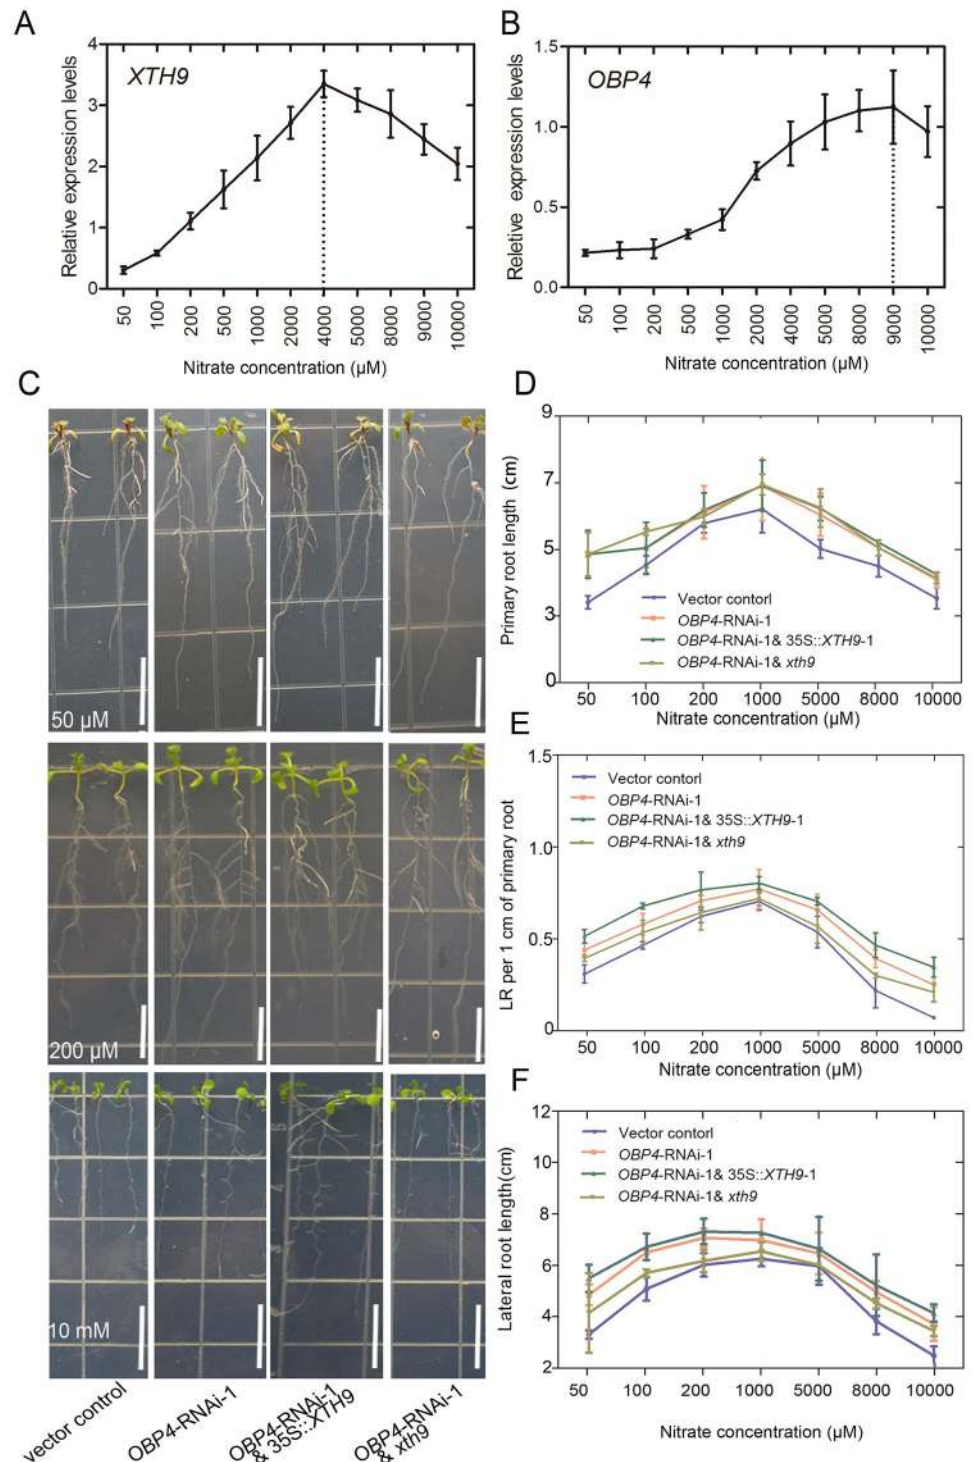 A
XTH9
Relative expression levels
4
3
2
1
0
50
100
200
500
1000
2000
4000
5000
8000
9000
10000
Nitrate concentration (µM)
B
OBP4
Reletive expression levels
1.5
1.0
0.5
0.0
50
100
200
500
1000
2000
4000
5000
8000
9000
10000
Nitrate concentration (µM)
C
50 µM
200 µM
10 mM
vector control
OBP4-RNAi-1
OBP4-RNAi-1
& 35S::XTH9
OBP4-RNAi-1
& xth9
D
Primary root length (cm)
9
7
5
3
0
Vector contorl
OBP4-RNAi-1
OBP4-RNAi-1& 35S::XTH9-1
OBP4-RNAi-1& xth9
50 100 200 1000 5000 8000 10000
Nitrate concentration (µM)
E
LR per 1 cm of primary root
1.5
1.0
0.5
0
Vector contorl
OBP4-RNAi-1
OBP4-RNAi-1& 35S::XTH9-1
OBP4-RNAi-1& xth9
50 100 200 1000 5000 8000 10000
Nitrate concentration (µM)
F
Lateral root length(cm)
12
10
8
6
4
2
Vector contorl
OBP4-RNAi-1
OBP4-RNAi-1& 35S::XTH9-1
OBP4-RNAi-1& xth9
50 100 200 1000 5000 8000 10000
Nitrate concentration (µM)